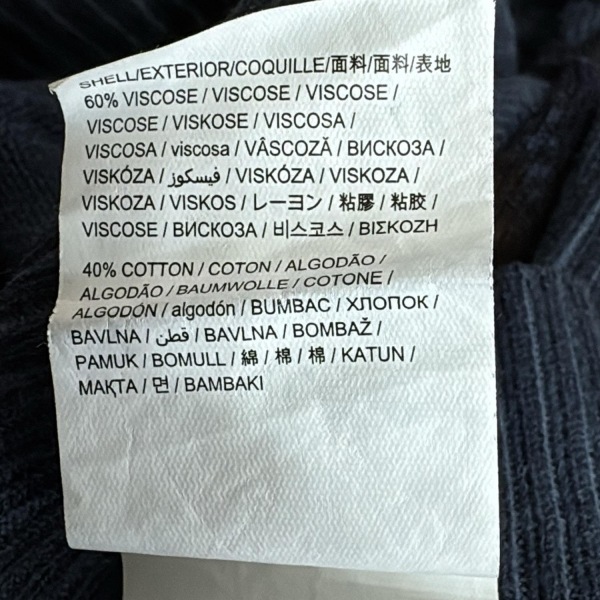 SHELL/EXTERIOR/COQUILLE/面料/面料/表地
60% VISCOSE / VISCOSE / VISCOSE /
VISCOSE / VISKOSE / VISCOSA /
VISCOSA / viscosa / VÂSCOZĂ / ВИСКОЗА /
VISKÓZA / فيسكوز / VISKÓZA / VISKOZA /
VISKOZA / VISKOS / レーヨン / 粘膠 / 粘胶 /
VISCOSE / ВИСКОЗА / 비스코스 / ΒΙΣΚΟΖΗ
40% COTTON / COTON / ALGODÃO /
ALGODÃO / BAUMWOLLE / COTONE /
ALGODÓN / algodón / BUMBAC / ХЛОПОК /
BAVLNA / قطن / BAVLNA / BOMBAŽ /
PAMUK / BOMULL / 綿 / 棉 / 棉 / KATUN /
МАҚТА / 면 / ΒΑΜΒΑΚΙ